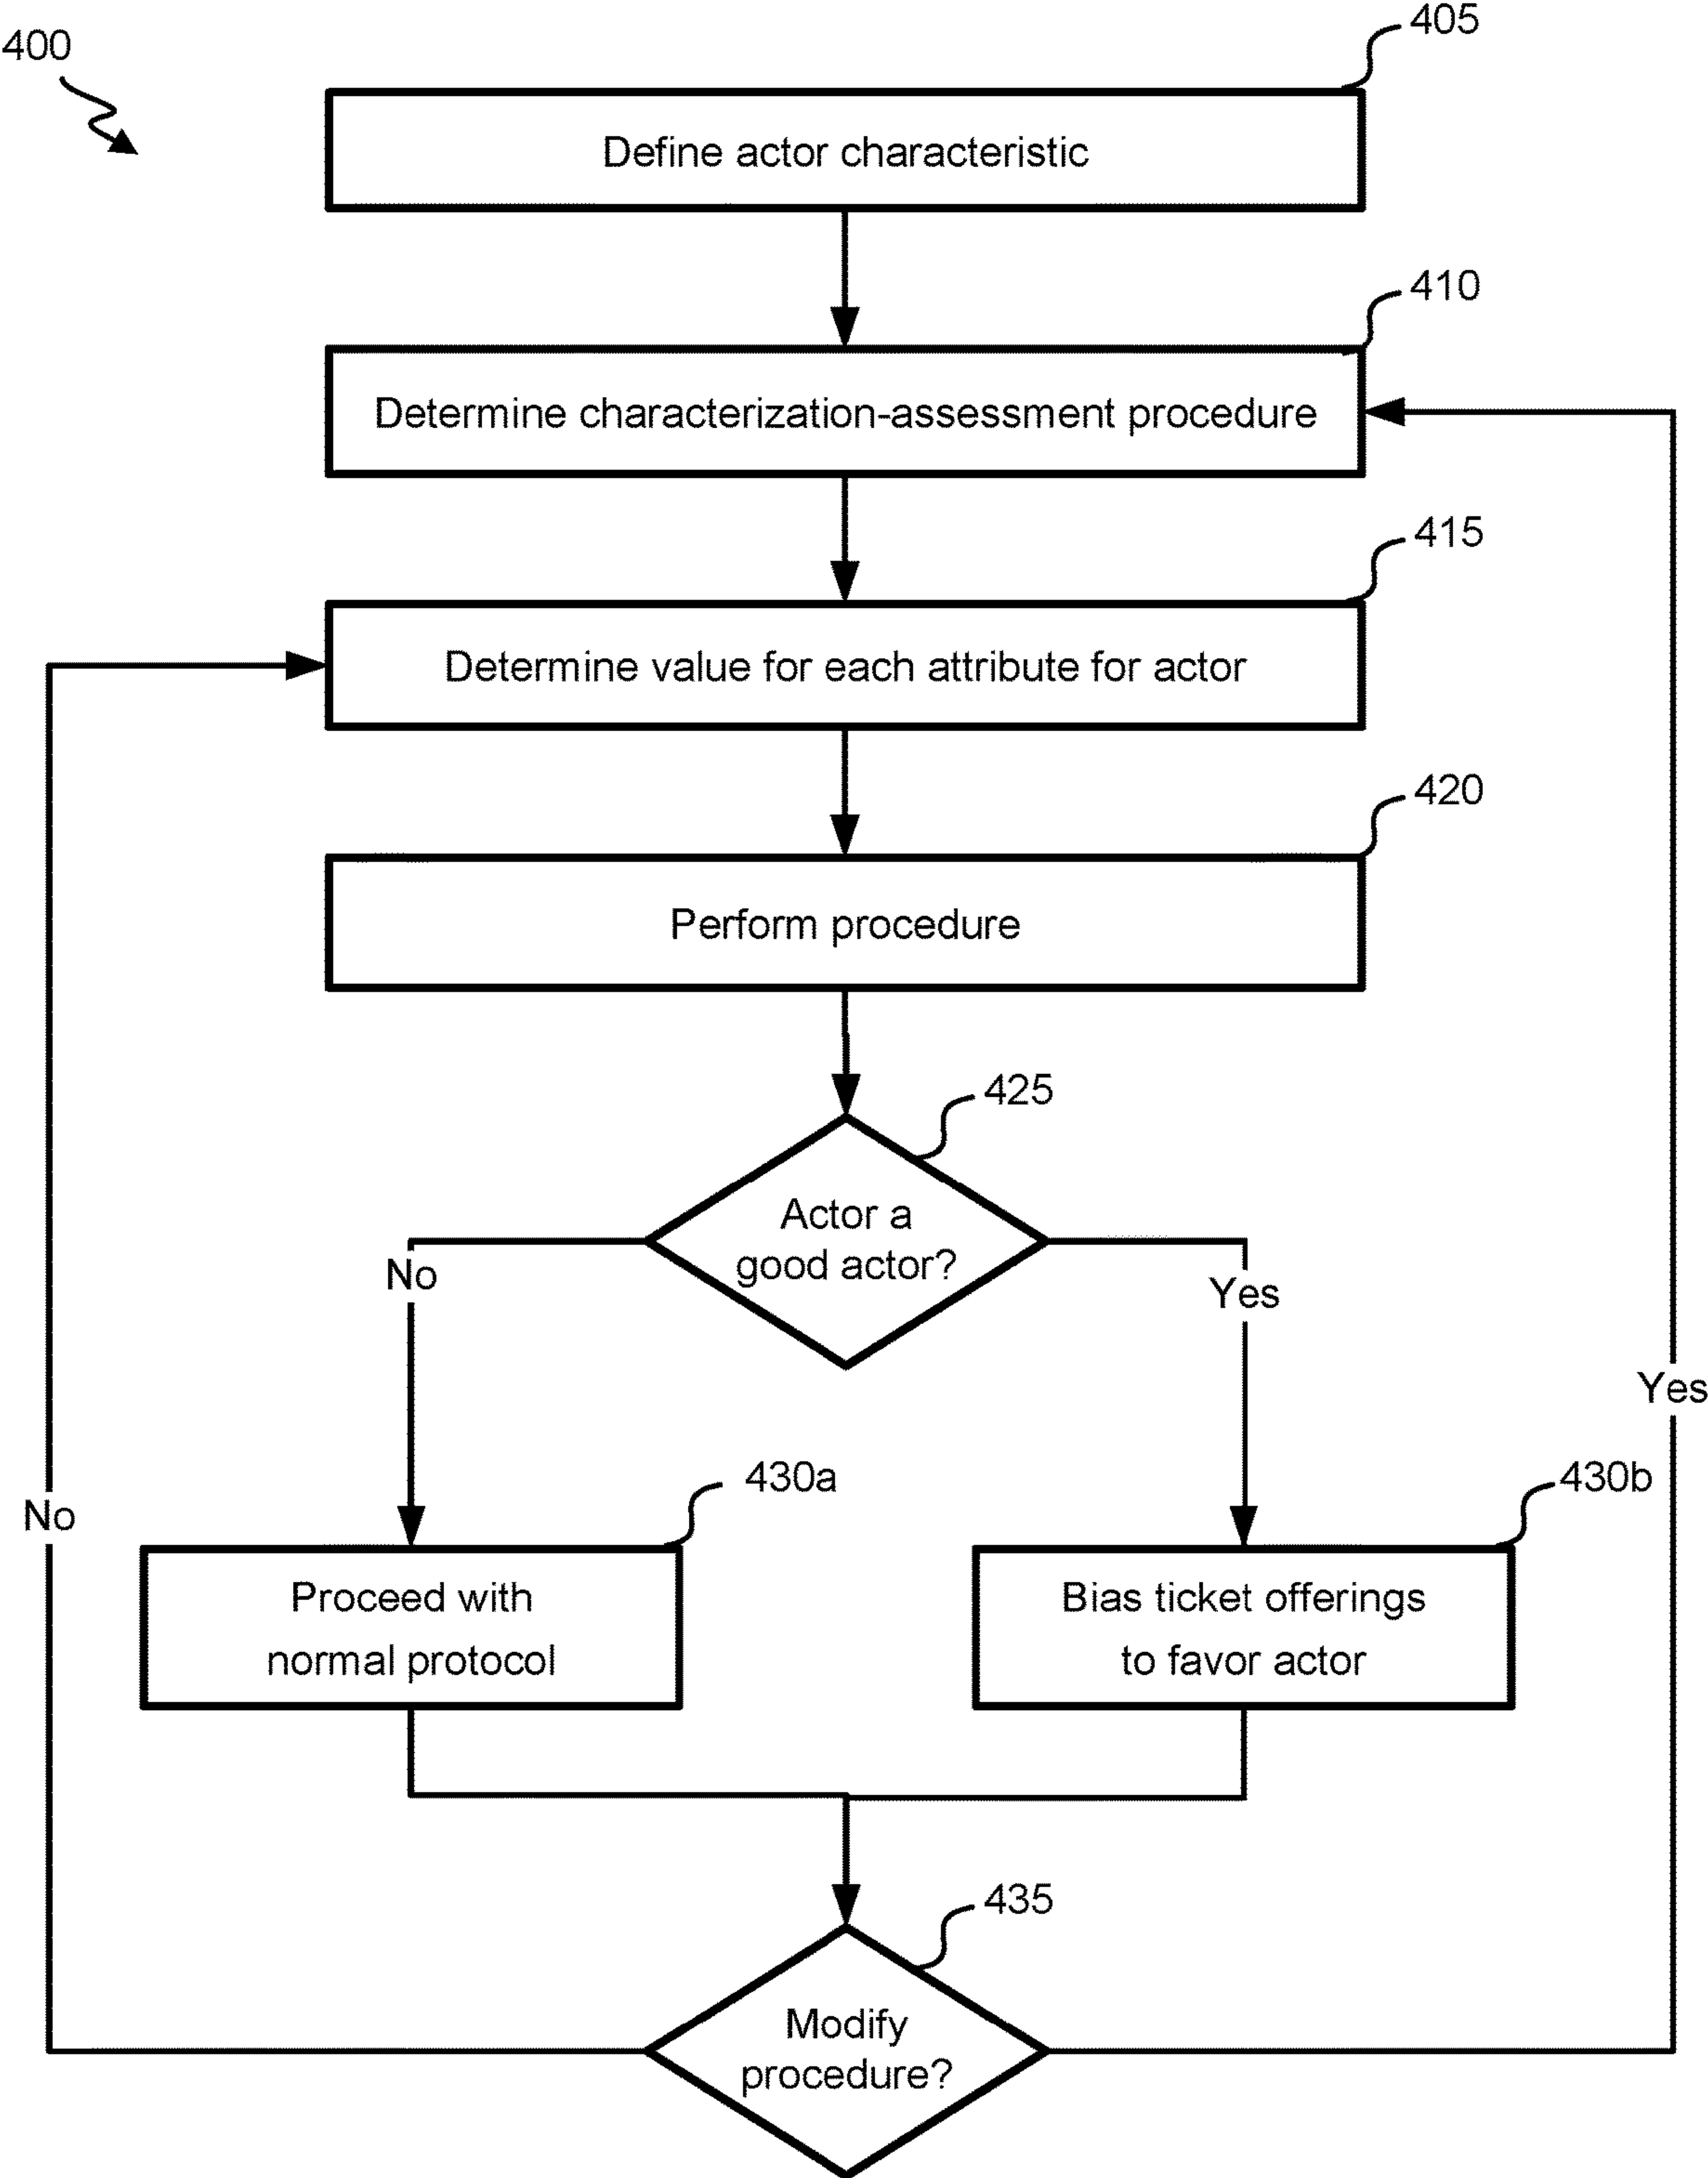 400
405
Define actor characteristic
410
Determine characterization-assessment procedure
415
Determine value for each attribute for actor
420
Perform procedure
425
Actor a
good actor?
No
Yes
Yes
430a
430b
No
Proceed with
normal protocol
Bias ticket offerings
to favor actor
435
Modify
procedure?